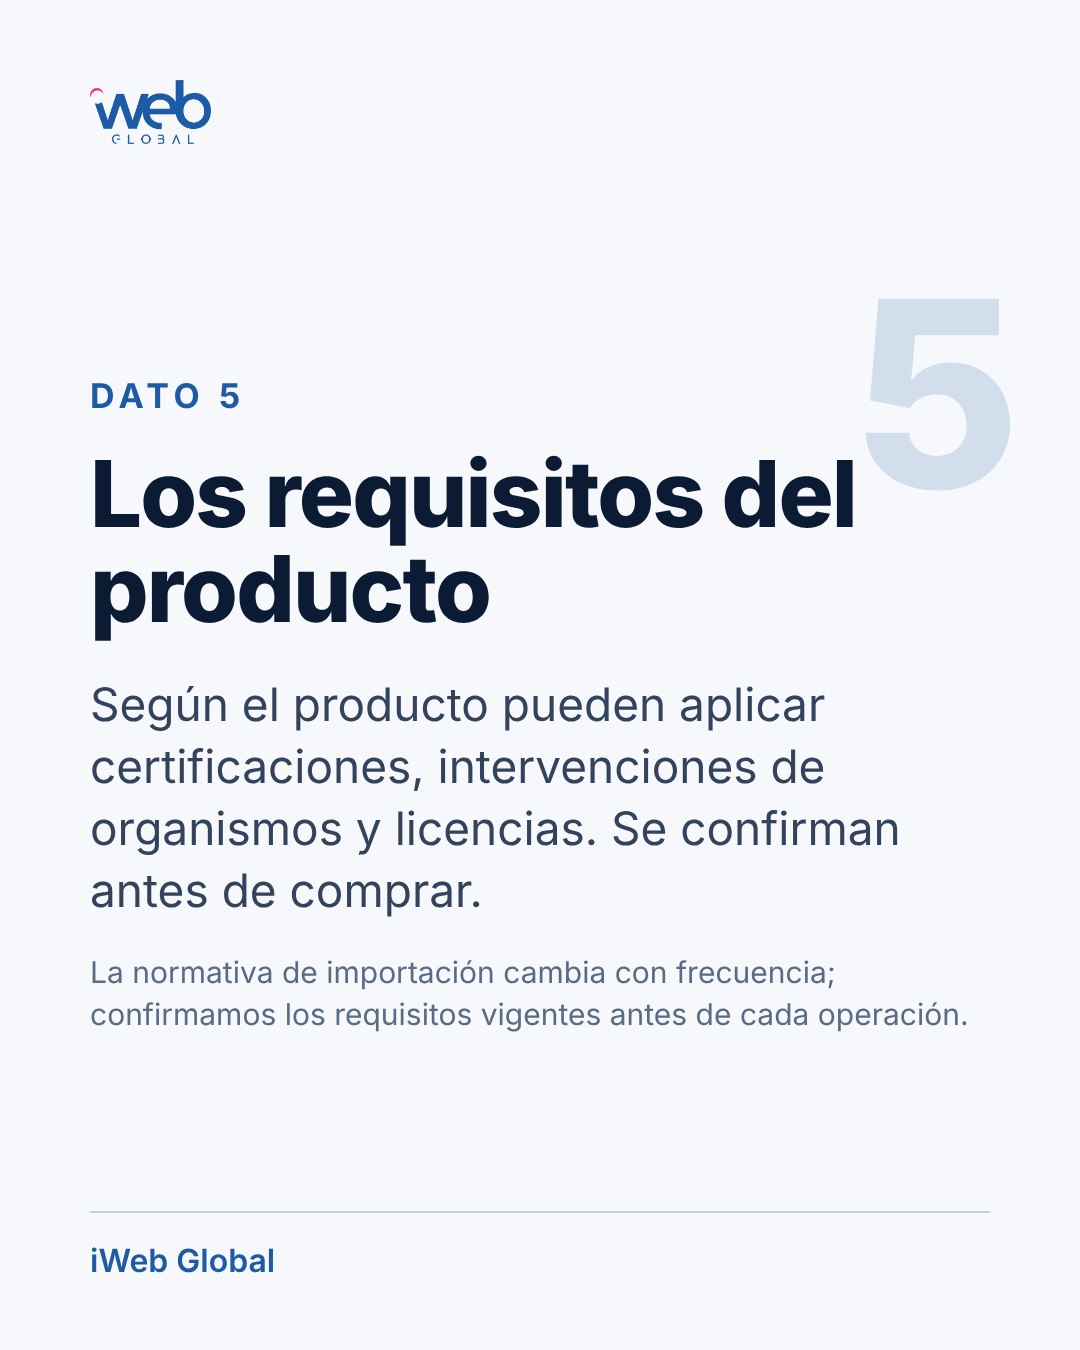 iweb
GLOBAL
5
DATO 5
Los requisitos del
producto
Según el producto pueden aplicar
certificaciones, intervenciones de
organismos y licencias. Se confirman
antes de comprar.
La normativa de importación cambia con frecuencia;
confirmamos los requisitos vigentes antes de cada operación.
iWeb Global